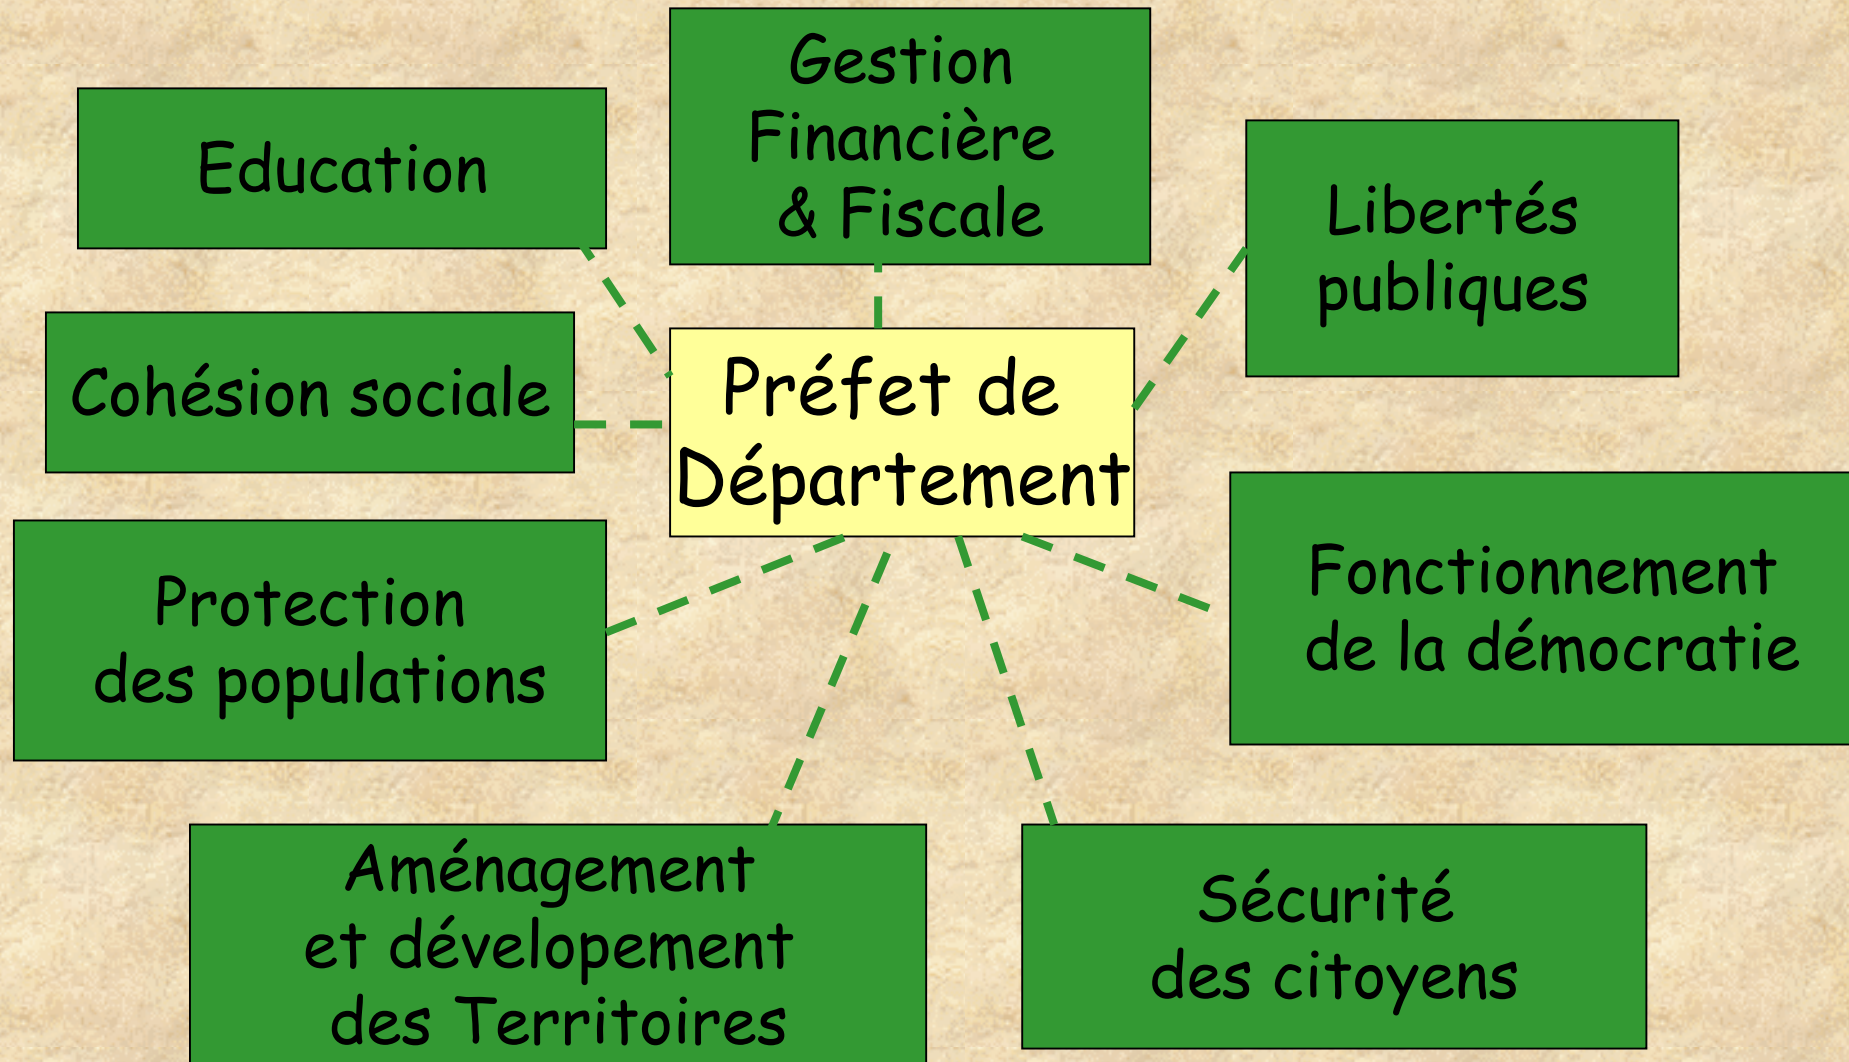 Gestion
Financière
& Fiscale
Education
Libertés
publiques
Cohésion sociale
Préfet de
Département
Protection
des populations
Fonctionnement
de la démocratie
Aménagement
et dévelopement
des Territoires
Sécurité
des citoyens